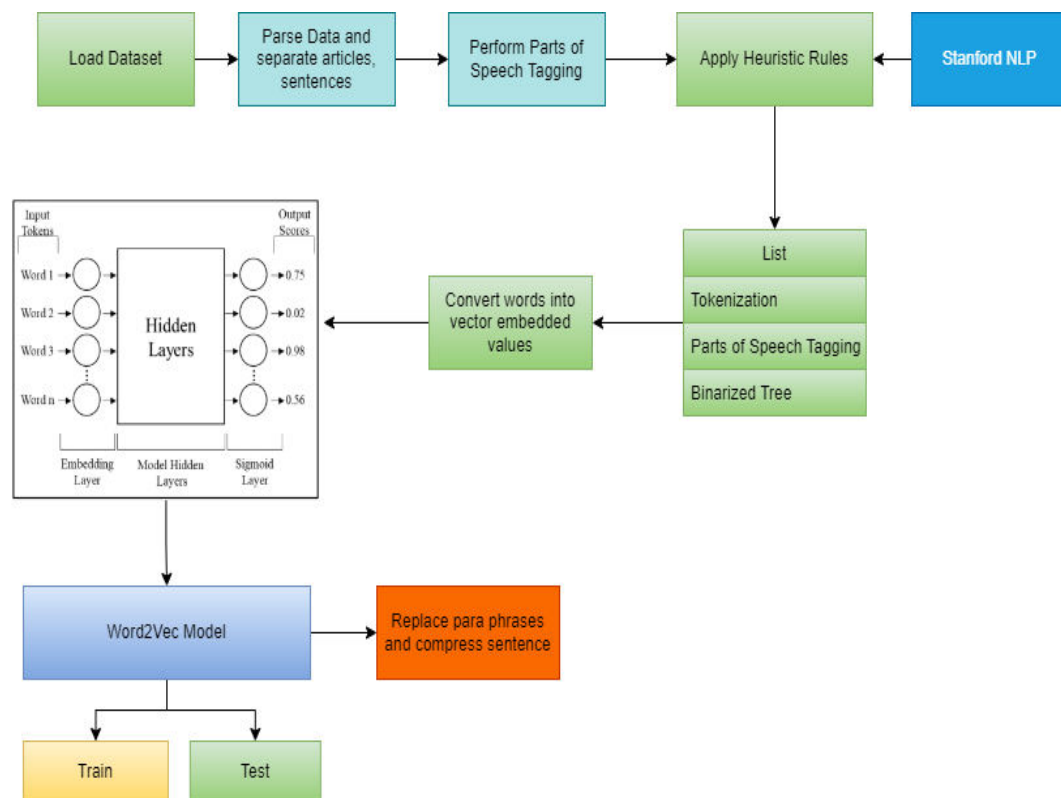 Load Dataset
Parse Data and
separate articles,
sentences
Perform Parts of
Speech Tagging
Apply Heuristic Rules
Stanford NLP
List
Tokenization
Parts of Speech Tagging
Binarized Tree
Convert words into
vector embedded
values
Input
Tokens
Output
Scores
Word 1
0.75
Word 2
0.02
Word 3
0.98
Word n
0.56
Hidden
Layers
Embedding
Layer
Model Hidden
Layers
Sigmoid
Layer
Word2Vec Model
Replace para phrases
and compress sentence
Train
Test